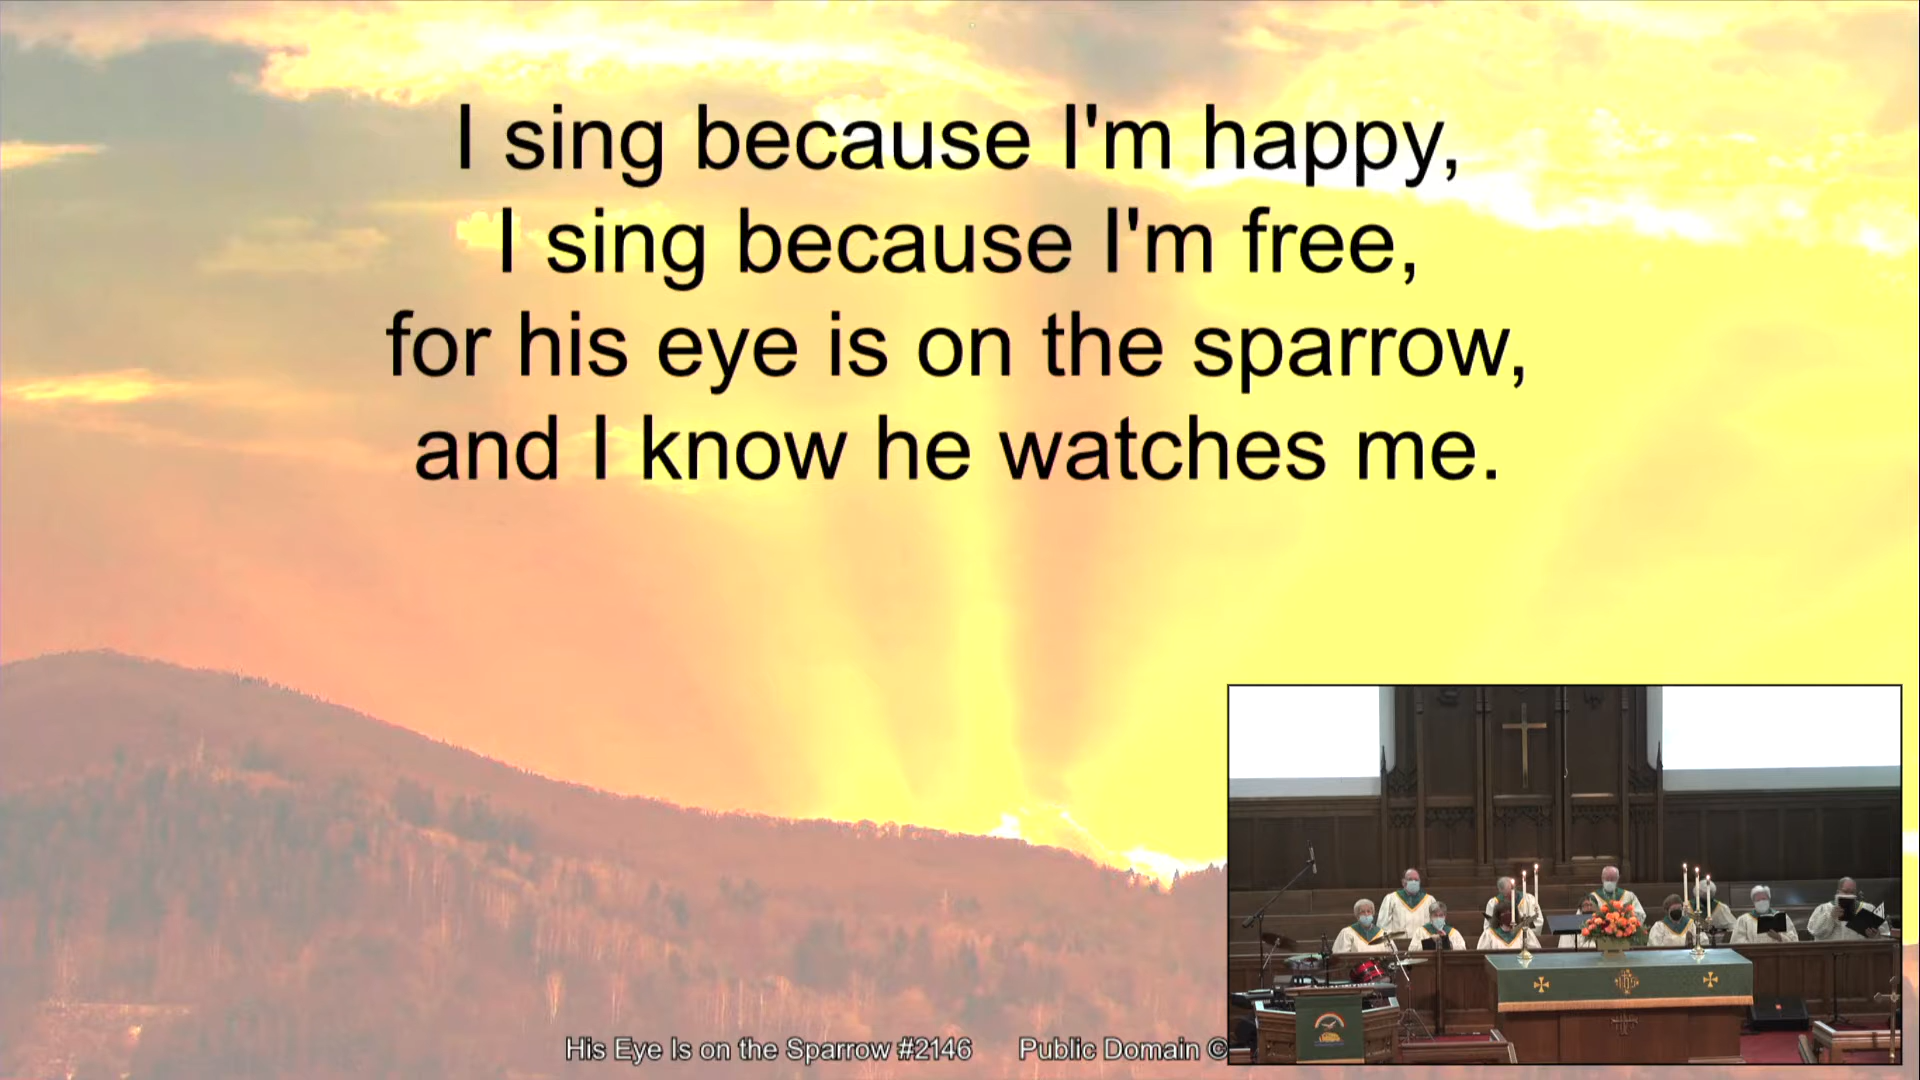 I sing because I'm happy,
I sing because I'm free,
for his eye is on the sparrow,
and I know he watches me.
His Eye Is on the Sparrow #2146 Public Domain ©
IHS